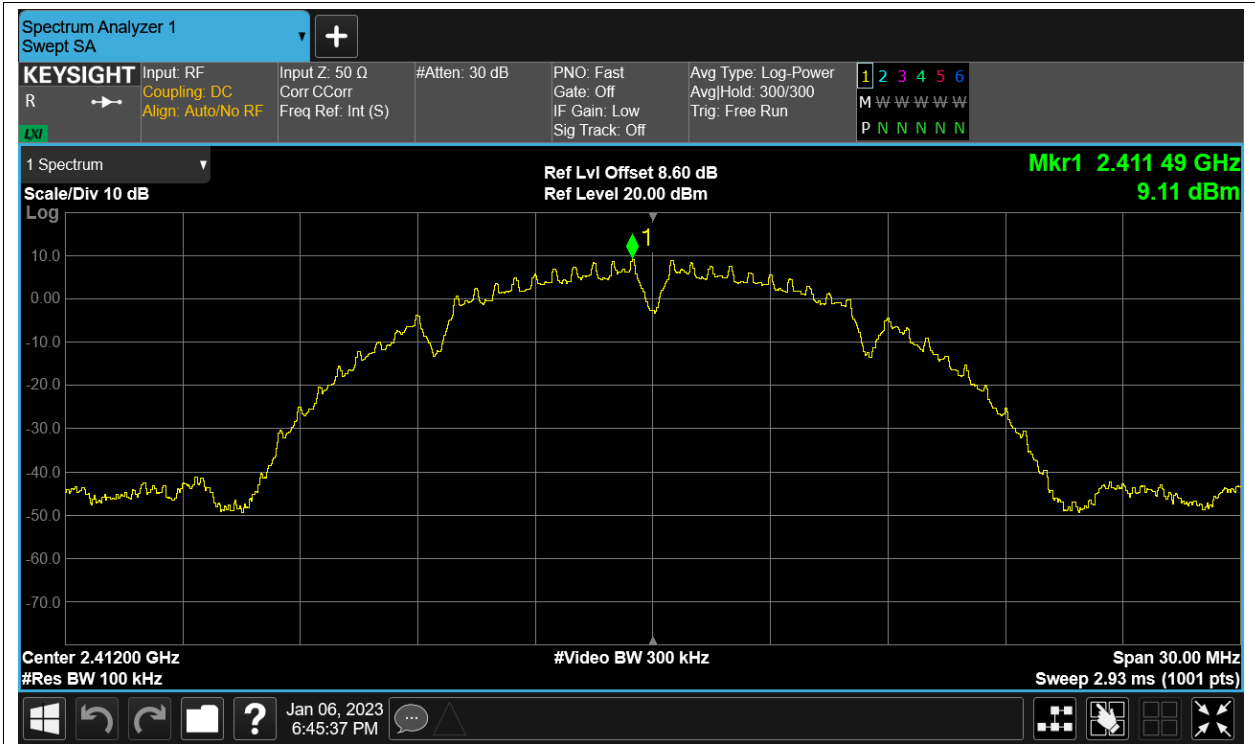 Spectrum Analyzer 1
Swept SA
KEYSIGHT
R
LXI
Input: RF
Coupling: DC
Align: Auto/No RF
Input Z: 50 Ω
Corr CCorr
Freq Ref: Int (S)
#Atten: 30 dB
PNO: Fast
Gate: Off
IF Gain: Low
Sig Track: Off
Avg Type: Log-Power
Avg|Hold: 300/300
Trig: Free Run
1 2 3 4 5 6
M W W W W W
P N N N N N
1 Spectrum
Scale/Div 10 dB
Log
Ref Lvl Offset 8.60 dB
Ref Level 20.00 dBm
Mkr1 2.411 49 GHz
9.11 dBm
1
10.0
0.00
-10.0
-20.0
-30.0
-40.0
-50.0
-60.0
-70.0
Center 2.41200 GHz
#Res BW 100 kHz
#Video BW 300 kHz
Span 30.00 MHz
Sweep 2.93 ms (1001 pts)
?
Jan 06, 2023
6:45:37 PM